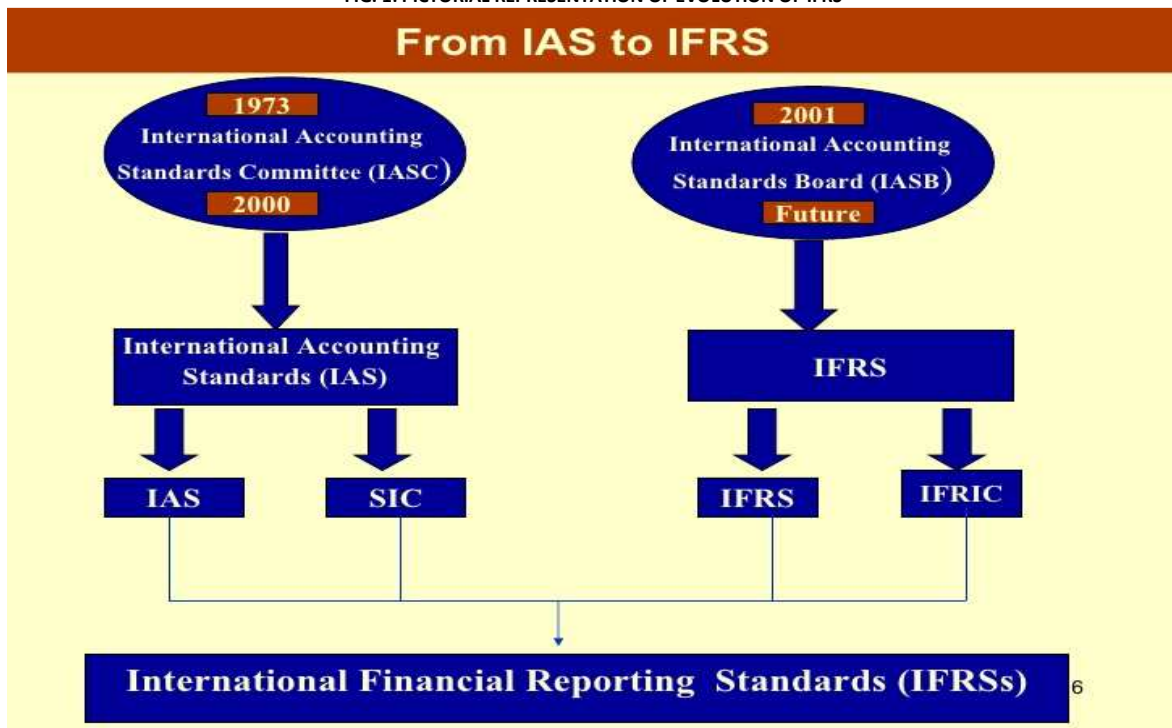 From IAS to IFRS
1973
International Accounting
Standards Committee (IASC)
2000
2001
International Accounting
Standards Board (IASB)
Future
International Accounting
Standards (IAS)
IFRS
IAS
SIC
IFRS
IFRIC
International Financial Reporting Standards (IFRSs)
6